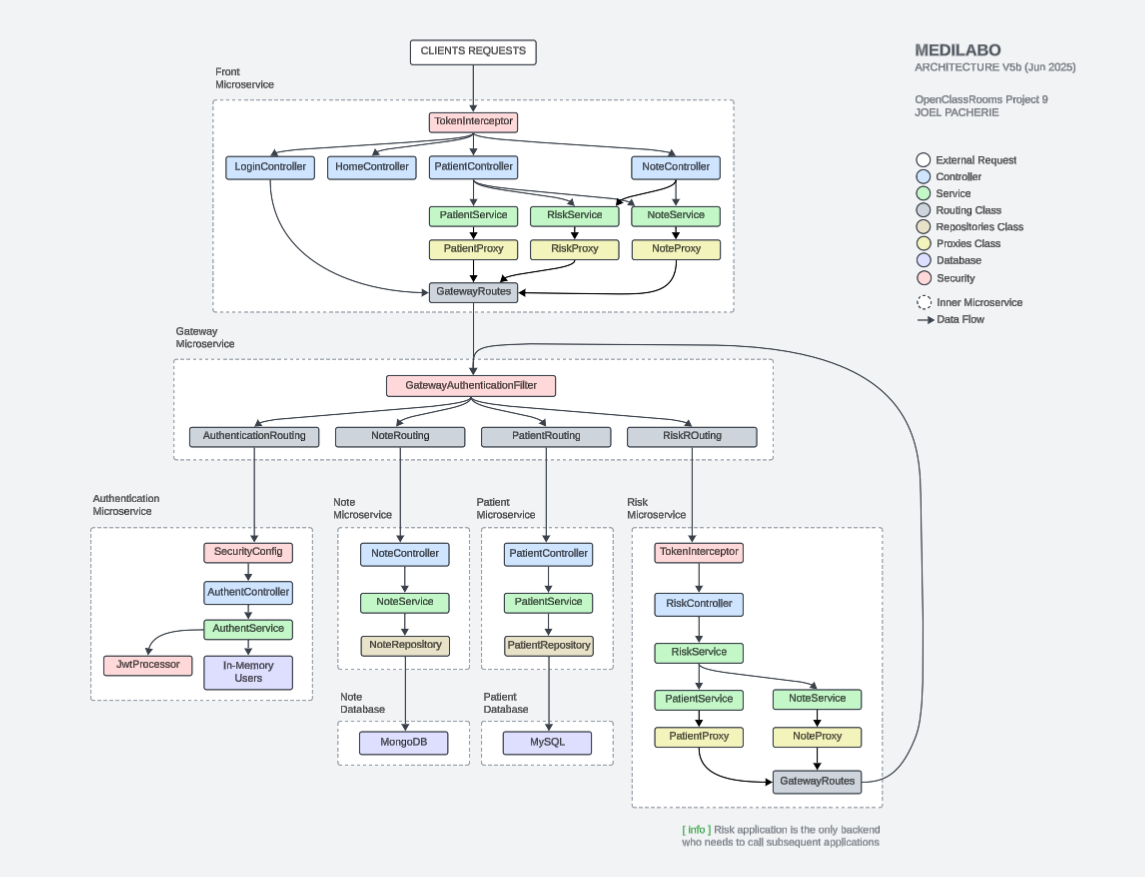 CLIENTS REQUESTS
MEDILABO
ARCHITECTURE V5b (Jun 2025)
OpenClassRooms Project 9
JOEL PACHERIE
Front
Microservice
TokenInterceptor
LoginController
HomeController
PatientController
NoteController
PatientService
RiskService
NoteService
PatientProxy
RiskProxy
NoteProxy
GatewayRoutes
External Request
Controller
Service
Routing Class
Repositories Class
Proxies Class
Database
Security
Inner Microservice
Data Flow
Gateway
Microservice
GatewayAuthenticationFilter
AuthenticationRouting
NoteRouting
PatientRouting
RiskROuting
Authentication
Microservice
SecurityConfig
AuthentController
AuthentService
JwtProcessor
In-Memory
Users
Note
Microservice
NoteController
NoteService
NoteRepository
Note
Database
MongoDB
Patient
Microservice
PatientController
PatientService
PatientRepository
Patient
Database
MySQL
Risk
Microservice
TokenInterceptor
RiskController
RiskService
PatientService
NoteService
PatientProxy
NoteProxy
GatewayRoutes
[ info ] Risk application is the only backend
who needs to call subsequent applications